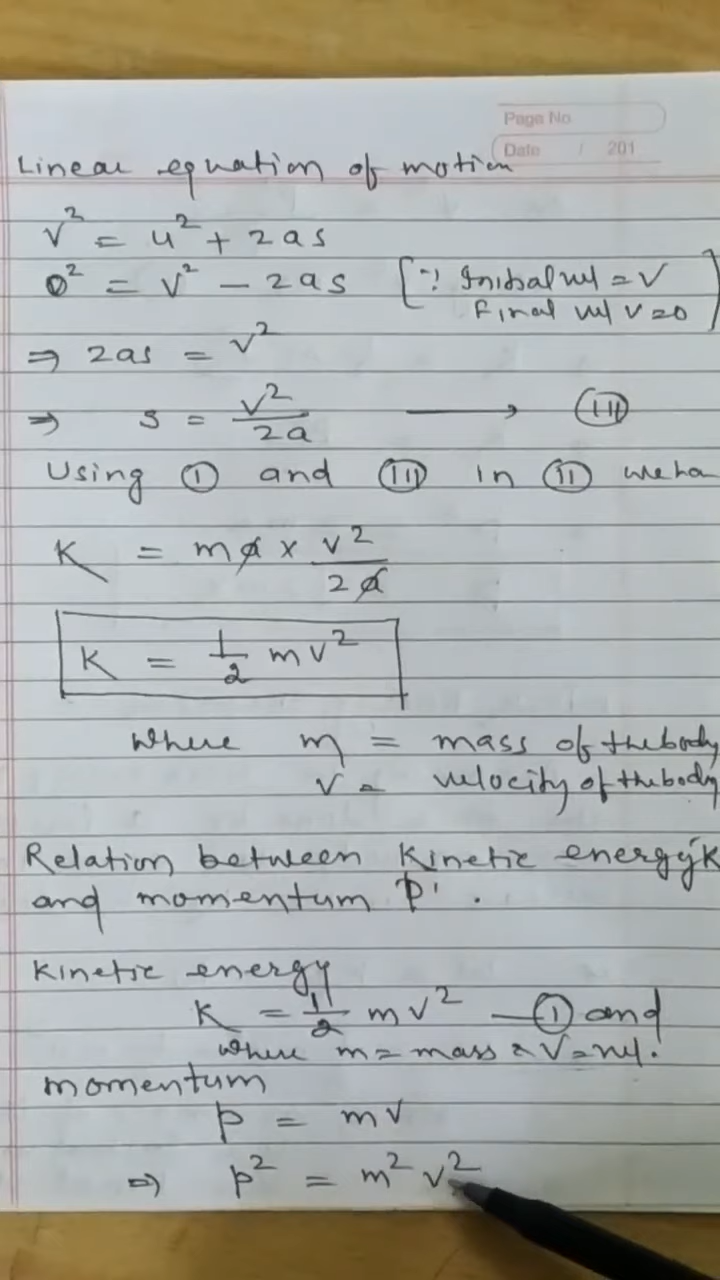 Page No
Date / 201
Linear equation of motion
v² = u² + 2as
0² = v² - 2as [∵ Initial vel = v
Final vel v=0]
⇒ 2as = v²
⇒ s = v²/2a ⟶ (III)
Using (I) and (III) in (II) we ha
K = ma × v²/2a
K = 1/2 mv²
where m = mass of the body
v = velocity of the body
Relation between Kinetic energy 'K
and momentum 'p'.
Kinetic energy
K = 1/2 mv² — (1) and
where m = mass & V = vel.
momentum
p = mv
⇒ p² = m² v²